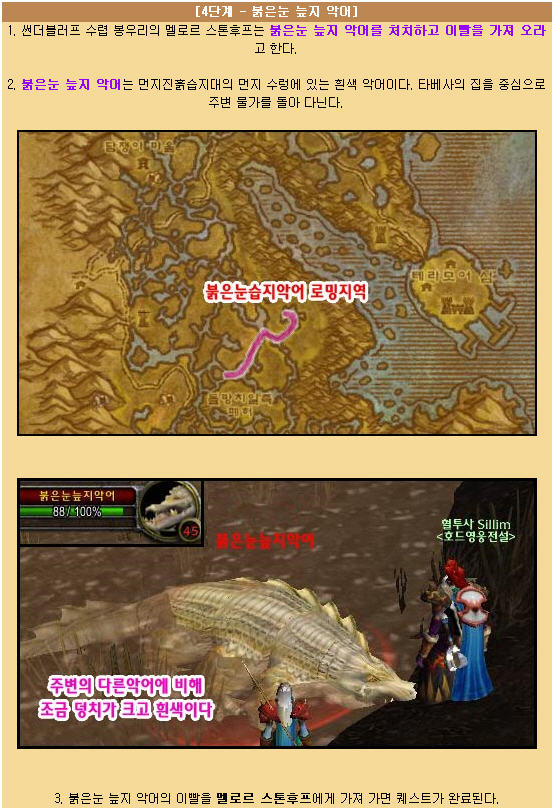 [4단계 - 붉은눈 늪지 악어]
1. 썬더블러프 수렵 봉우리의 멜로르 스톤후프는 붉은눈 늪지 악어를 처치하고 이빨을 가져 오라
고 한다.
2. 붉은눈 늪지 악어는 먼지진흙습지대의 먼지 수렁에 있는 흰색 악어이다. 타베사의 집을 중심으로
주변 물가를 돌아 다닌다.
담쟁이 마을
테라모어 섬
붉은눈습지악어 로밍지역
폐허
붉은눈늪지악어
88 / 100%
45
붉은눈늪지악어
혈투사 Sillim
<호드영웅전설>
주변의 다른악어에 비해
조금 덩치가 크고 흰색이다
3. 붉은눈 늪지 악어의 이빨을 멜로르 스톤후프에게 가져 가면 퀘스트가 완료된다.